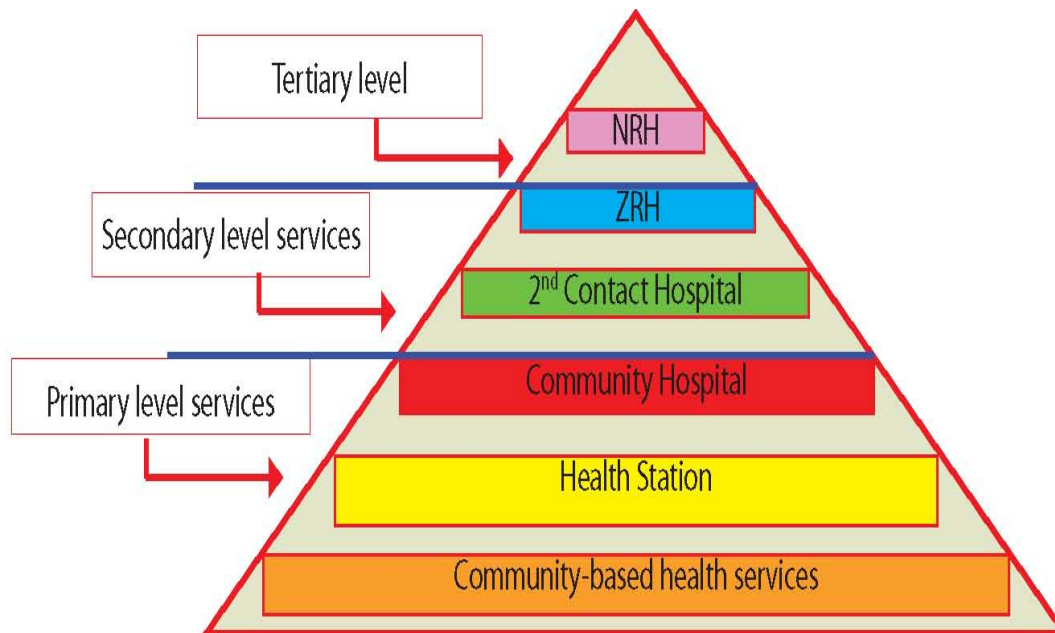 Tertiary level
NRH
ZRH
Secondary level services
2nd Contact Hospital
Community Hospital
Primary level services
Health Station
Community-based health services